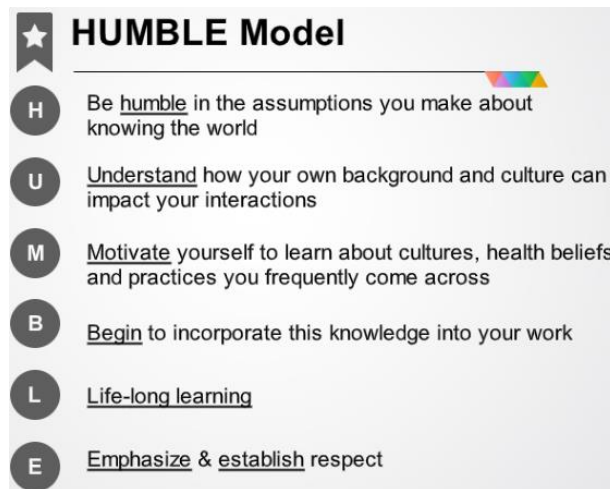 HUMBLE Model
H
Be humble in the assumptions you make about
knowing the world
U
Understand how your own background and culture can
impact your interactions
M
Motivate yourself to learn about cultures, health beliefs
and practices you frequently come across
B
Begin to incorporate this knowledge into your work
L
Life-long learning
E
Emphasize & establish respect